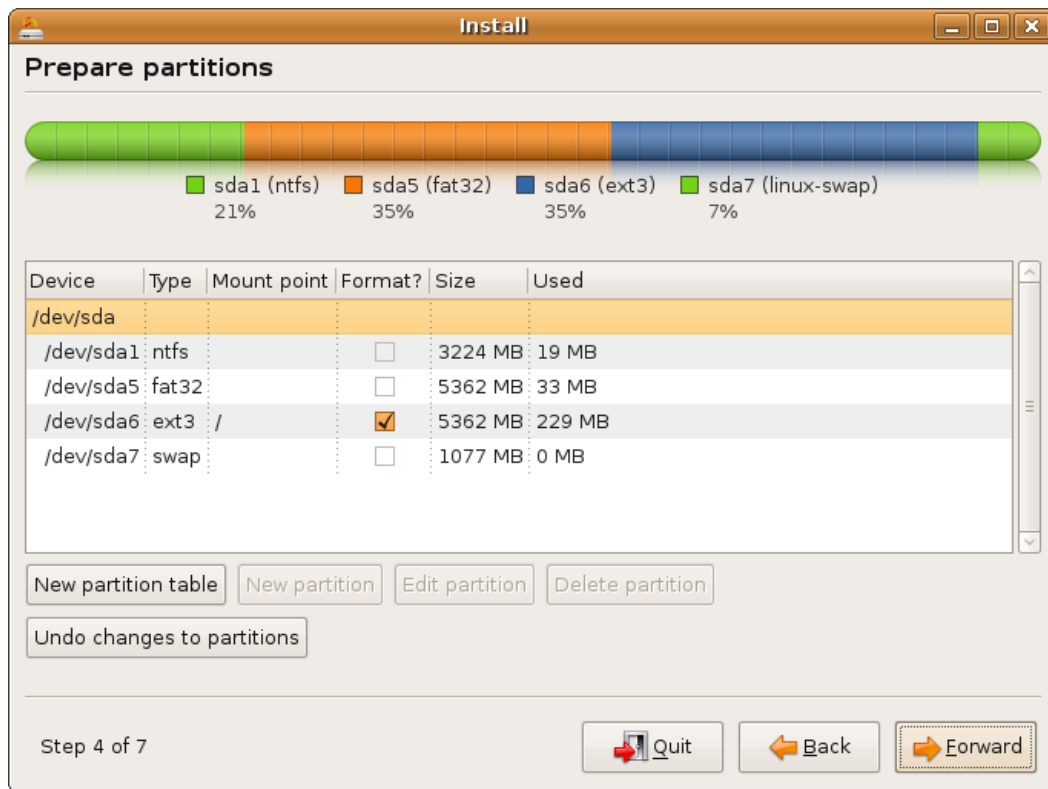 Install
Prepare partitions
sda1 (ntfs) sda5 (fat32) sda6 (ext3) sda7 (linux-swap)
21% 35% 35% 7%
Device Type Mount point Format? Size Used
/dev/sda
/dev/sda1 ntfs 3224 MB 19 MB
/dev/sda5 fat32 5362 MB 33 MB
/dev/sda6 ext3 / 5362 MB 229 MB
/dev/sda7 swap 1077 MB 0 MB
New partition table New partition Edit partition Delete partition
Undo changes to partitions
Step 4 of 7 Quit Back Forward